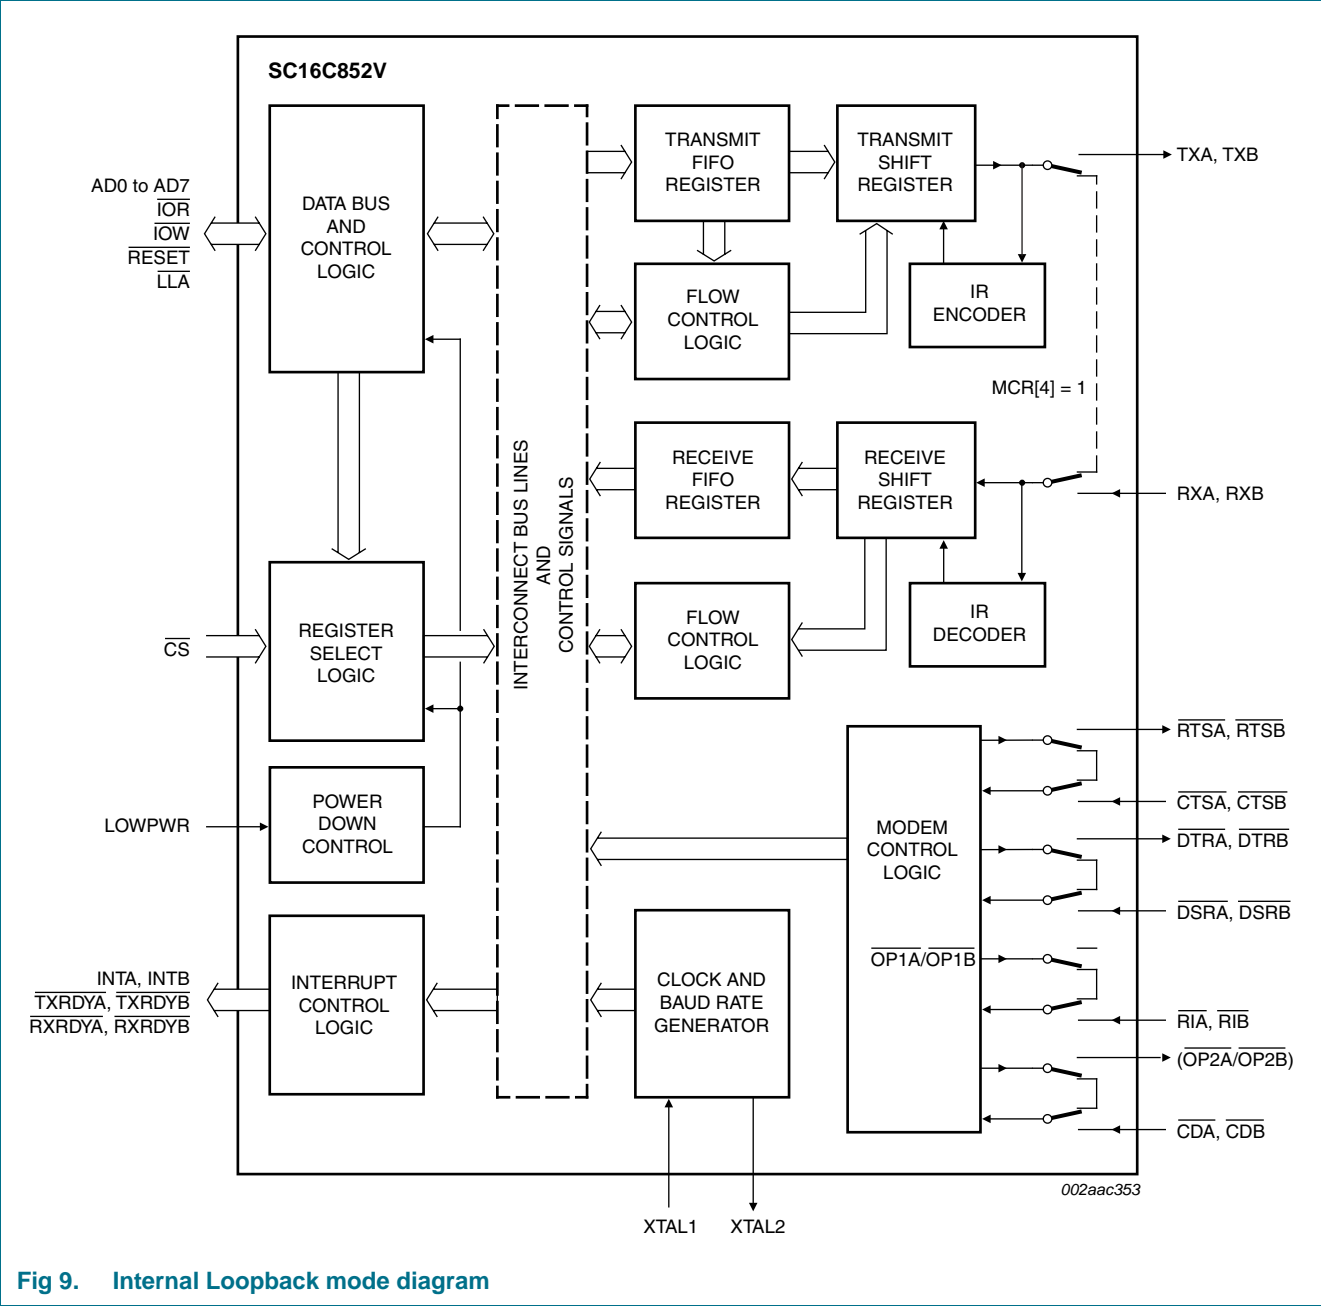 SC16C852V
AD0 to AD7
IOR
IOW
RESET
LLA
DATA BUS
AND
CONTROL
LOGIC
TRANSMIT
FIFO
REGISTER
TRANSMIT
SHIFT
REGISTER
TXA, TXB
FLOW
CONTROL
LOGIC
IR
ENCODER
MCR[4] = 1
INTERCONNECT BUS LINES
AND
CONTROL SIGNALS
RECEIVE
FIFO
REGISTER
RECEIVE
SHIFT
REGISTER
RXA, RXB
FLOW
CONTROL
LOGIC
IR
DECODER
CS
REGISTER
SELECT
LOGIC
LOWPWR
POWER
DOWN
CONTROL
MODEM
CONTROL
LOGIC
OP1A/OP1B
RTSA, RTSB
CTSA, CTSB
DTRA, DTRB
DSRA, DSRB
RIA, RIB
(OP2A/OP2B)
CDA, CDB
INTA, INTB
TXRDYA, TXRDYB
RXRDYA, RXRDYB
INTERRUPT
CONTROL
LOGIC
CLOCK AND
BAUD RATE
GENERATOR
XTAL1
XTAL2
002aac353
Fig 9. Internal Loopback mode diagram